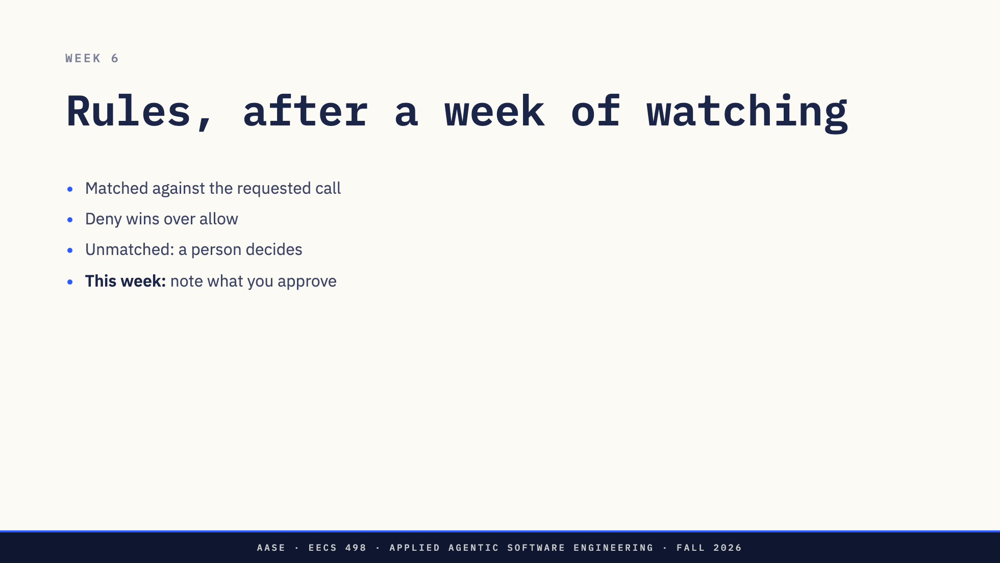 WEEK 6
Rules, after a week of watching
• Matched against the requested call
• Deny wins over allow
• Unmatched: a person decides
• This week: note what you approve
AASE · EECS 498 · APPLIED AGENTIC SOFTWARE ENGINEERING · FALL 2026